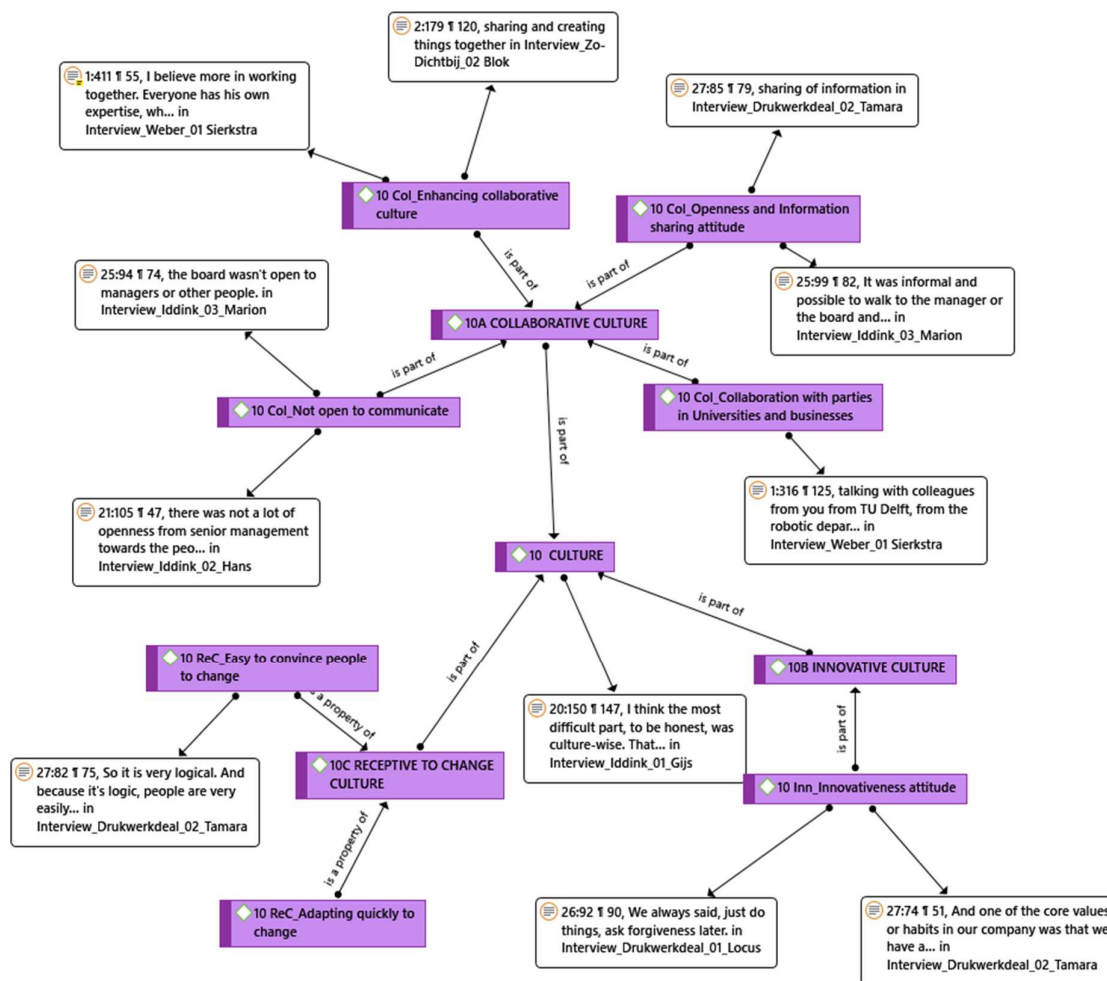 2:179 ¶ 120, sharing and creating
things together in Interview_Zo-
Dichtbij_02 Blok
1:411 ¶ 55, I believe more in working
together. Everyone has his own
expertise, wh... in
Interview_Weber_01 Sierkstra
27:85 ¶ 79, sharing of information in
Interview_Drukwerkdeal_02_Tamara
10 Col_Enhancing collaborative
culture
10 Col_Openness and Information
sharing attitude
is part of
is part of
25:94 ¶ 74, the board wasn't open to
managers or other people. in
Interview_Iddink_03_Marion
25:99 ¶ 82, It was informal and
possible to walk to the manager or
the board and... in
Interview_Iddink_03_Marion
10A COLLABORATIVE CULTURE
is part of
is part of
10 Col_Not open to communicate
10 Col_Collaboration with parties
in Universities and businesses
is part of
21:105 ¶ 47, there was not a lot of
openness from senior management
towards the peo... in
Interview_Iddink_02_Hans
1:316 ¶ 125, talking with colleagues
from you from TU Delft, from the
robotic depar... in
Interview_Weber_01 Sierkstra
10 CULTURE
is part of
is part of
10 ReC_Easy to convince people
to change
10B INNOVATIVE CULTURE
is a property of
20:150 ¶ 147, I think the most
difficult part, to be honest, was
culture-wise. That... in
Interview_Iddink_01_Gijs
is part of
27:82 ¶ 75, So it is very logical. And
because it's logic, people are very
easily... in
Interview_Drukwerkdeal_02_Tamara
10C RECEPTIVE TO CHANGE
CULTURE
10 Inn_Innovativeness attitude
is a property of
10 ReC_Adapting quickly to
change
26:92 ¶ 90, We always said, just do
things, ask forgiveness later. in
Interview_Drukwerkdeal_01_Locus
27:74 ¶ 51, And one of the core values
or habits in our company was that we
have a... in
Interview_Drukwerkdeal_02_Tamara